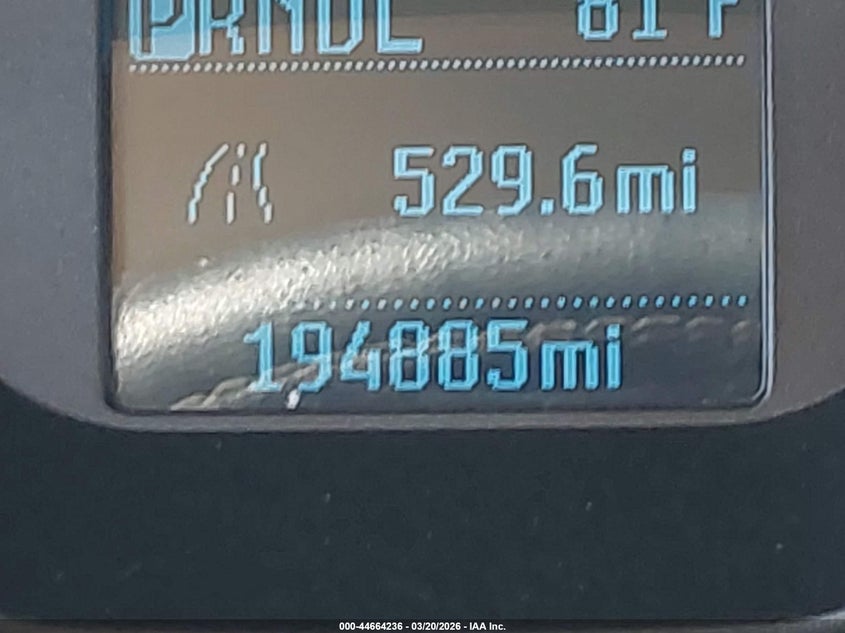 PRNDL 81°F
529.6mi
194885mi
000-44664236 - 03/20/2026 - IAA Inc.